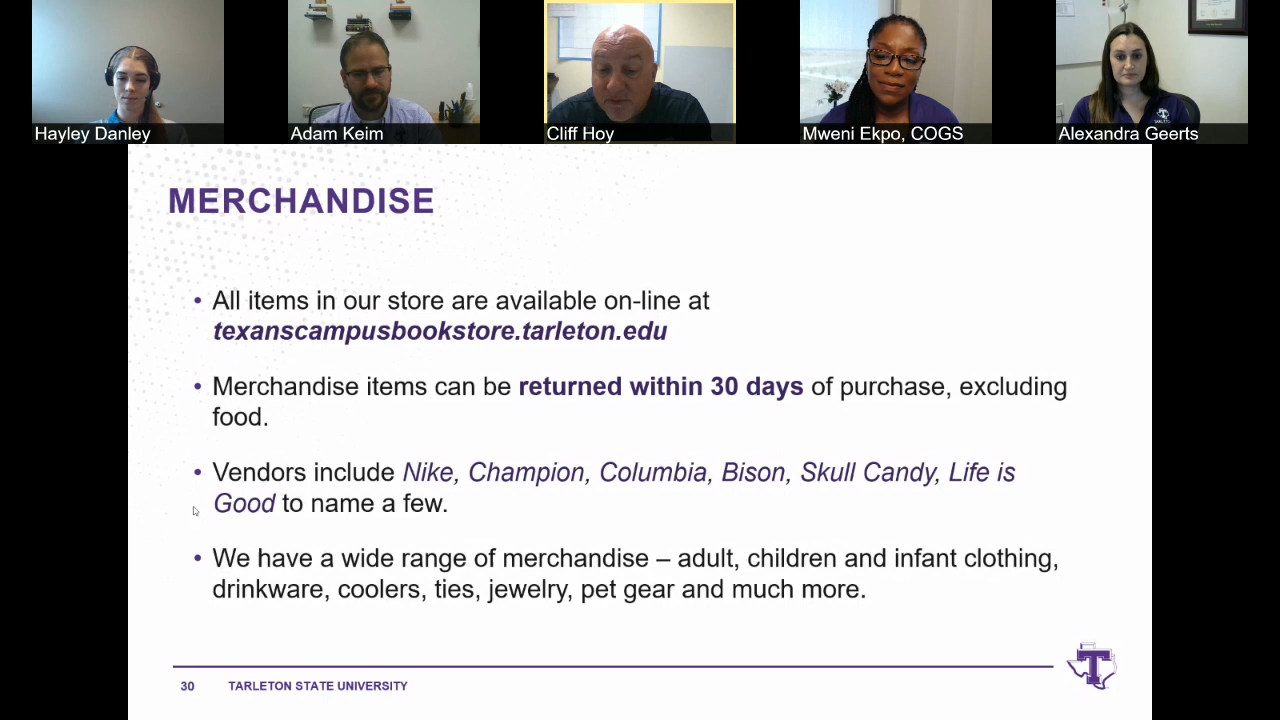 Hayley Danley
Adam Keim
Cliff Hoy
Mweni Ekpo, COGS
Alexandra Geerts
MERCHANDISE
• All items in our store are available on-line at
texanscampusbookstore.tarleton.edu
• Merchandise items can be returned within 30 days of purchase, excluding
food.
• Vendors include Nike, Champion, Columbia, Bison, Skull Candy, Life is
Good to name a few.
• We have a wide range of merchandise – adult, children and infant clothing,
drinkware, coolers, ties, jewelry, pet gear and much more.
T
30 TARLETON STATE UNIVERSITY